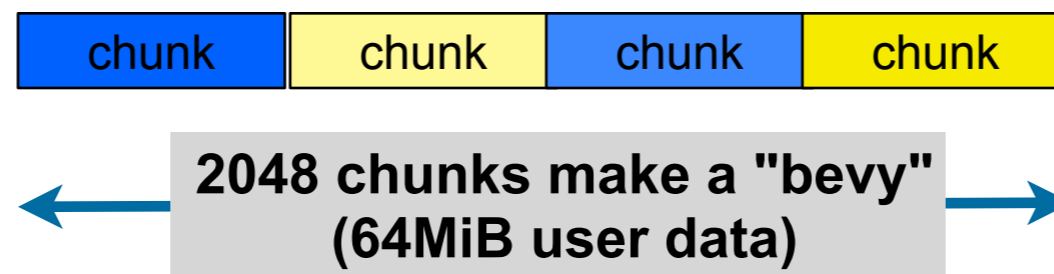 chunk chunk chunk chunk
2048 chunks make a "bevy"
(64MiB user data)